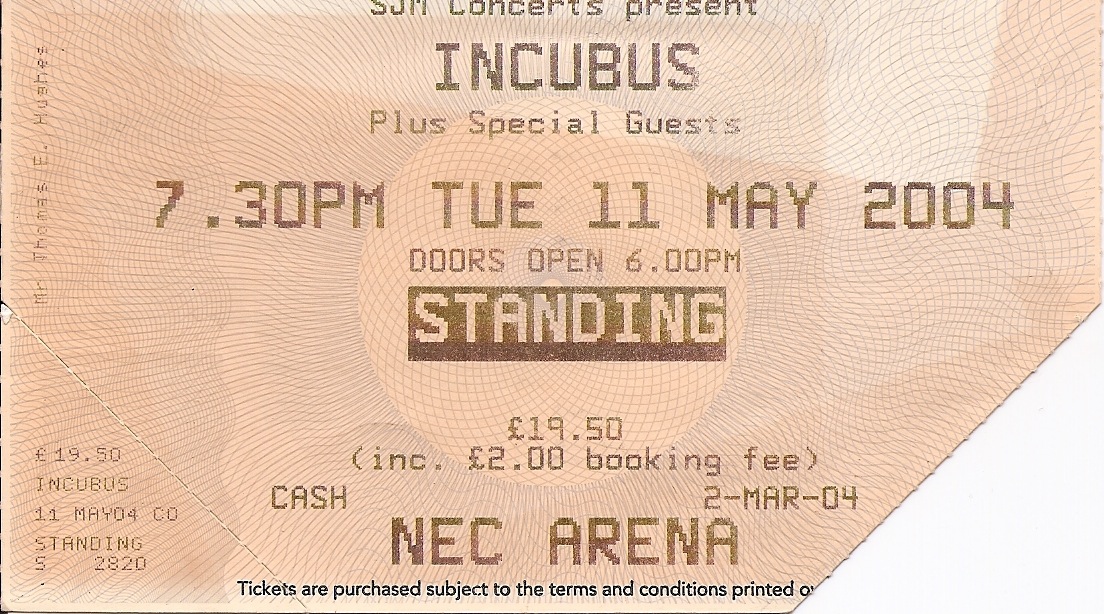 SJM Concerts present
INCUBUS
Plus Special Guests
7.30PM TUE 11 MAY 2004
DOORS OPEN 6.00PM
STANDING
£19.50
(inc. £2.00 booking fee)
CASH 2-MAR-04
NEC ARENA
Tickets are purchased subject to the terms and conditions printed
Mr Thomas E. Hughes
£19.50
INCUBUS
11 MAY04 CO
STANDING
S 2820